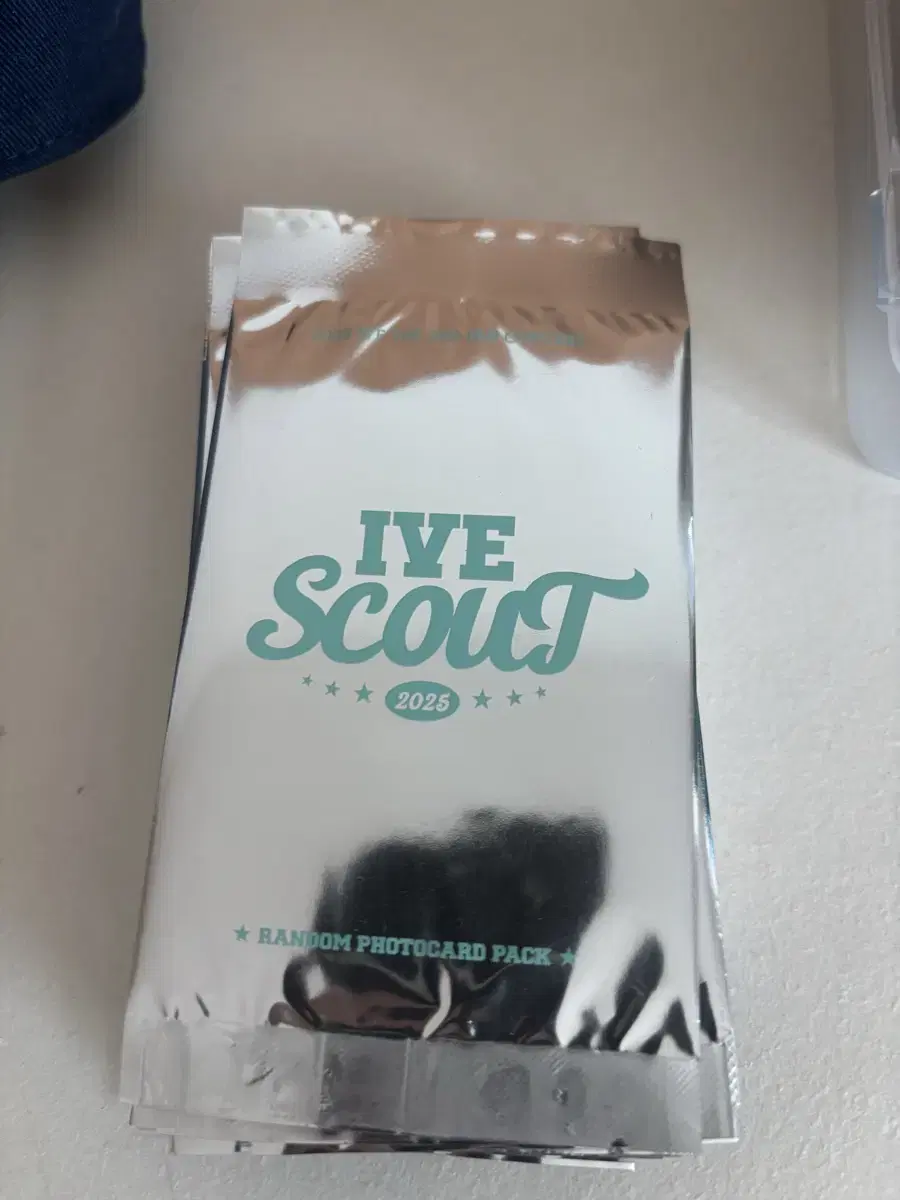 IVE
SCOUT
★ ★ ★ 2025 ★ ★ ★
★ RANDOM PHOTOCARD PACK ★